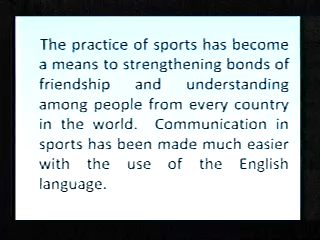 The practice of sports has become
a means to strengthening bonds of
friendship and understanding
among people from every country
in the world. Communication in
sports has been made much easier
with the use of the English
language.